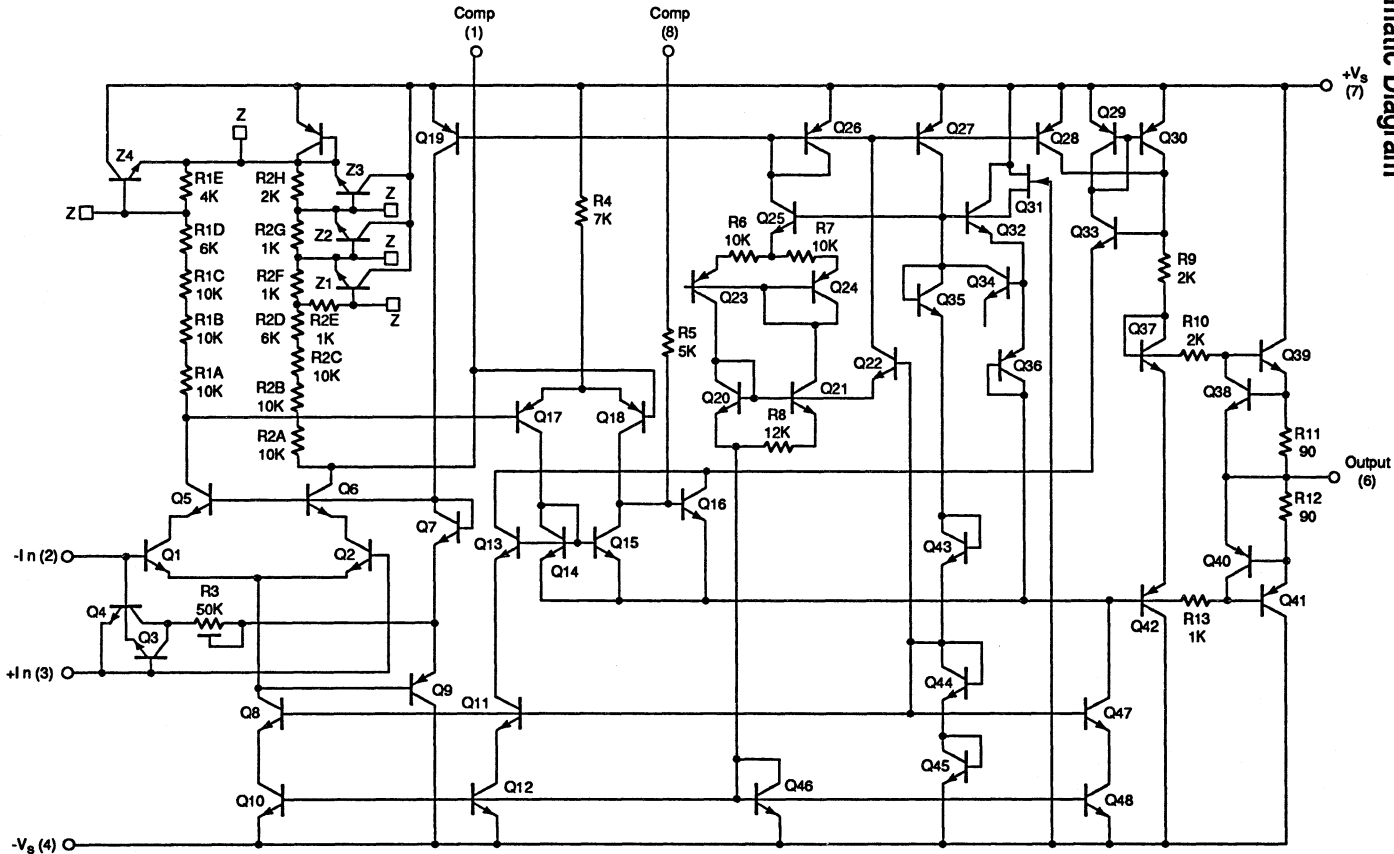 Comp
(1)
Comp
(8)
+VS
(7)
matic Diagram
Z
Z4
Z
R1E
4K
R2H
2K
Z3
Z
Q19
R4
7K
Q26
Q27
Q28
Q29
Q30
R1D
6K
R2G
1K
Z2
Z
R1C
10K
R2F
1K
Z1
Z
R1B
10K
R2D
6K
R2E
1K
R2C
10K
R1A
10K
R2B
10K
R2A
10K
R6
10K
Q25
R7
10K
Q31
Q32
Q33
R9
2K
Q23
Q24
Q35
Q34
R5
5K
Q22
Q36
Q37
R10
2K
Q39
Q38
Q17
Q18
Q20
Q21
R8
12K
R11
90
Output
(6)
R12
90
Q5
Q6
Q7
Q16
Q13
Q14
Q15
Q43
Q40
-In (2)
Q1
Q2
R3
50K
Q4
Q3
+In (3)
Q42
R13
1K
Q41
Q9
Q8
Q11
Q44
Q47
Q45
Q10
Q12
Q46
Q48
-VS (4)